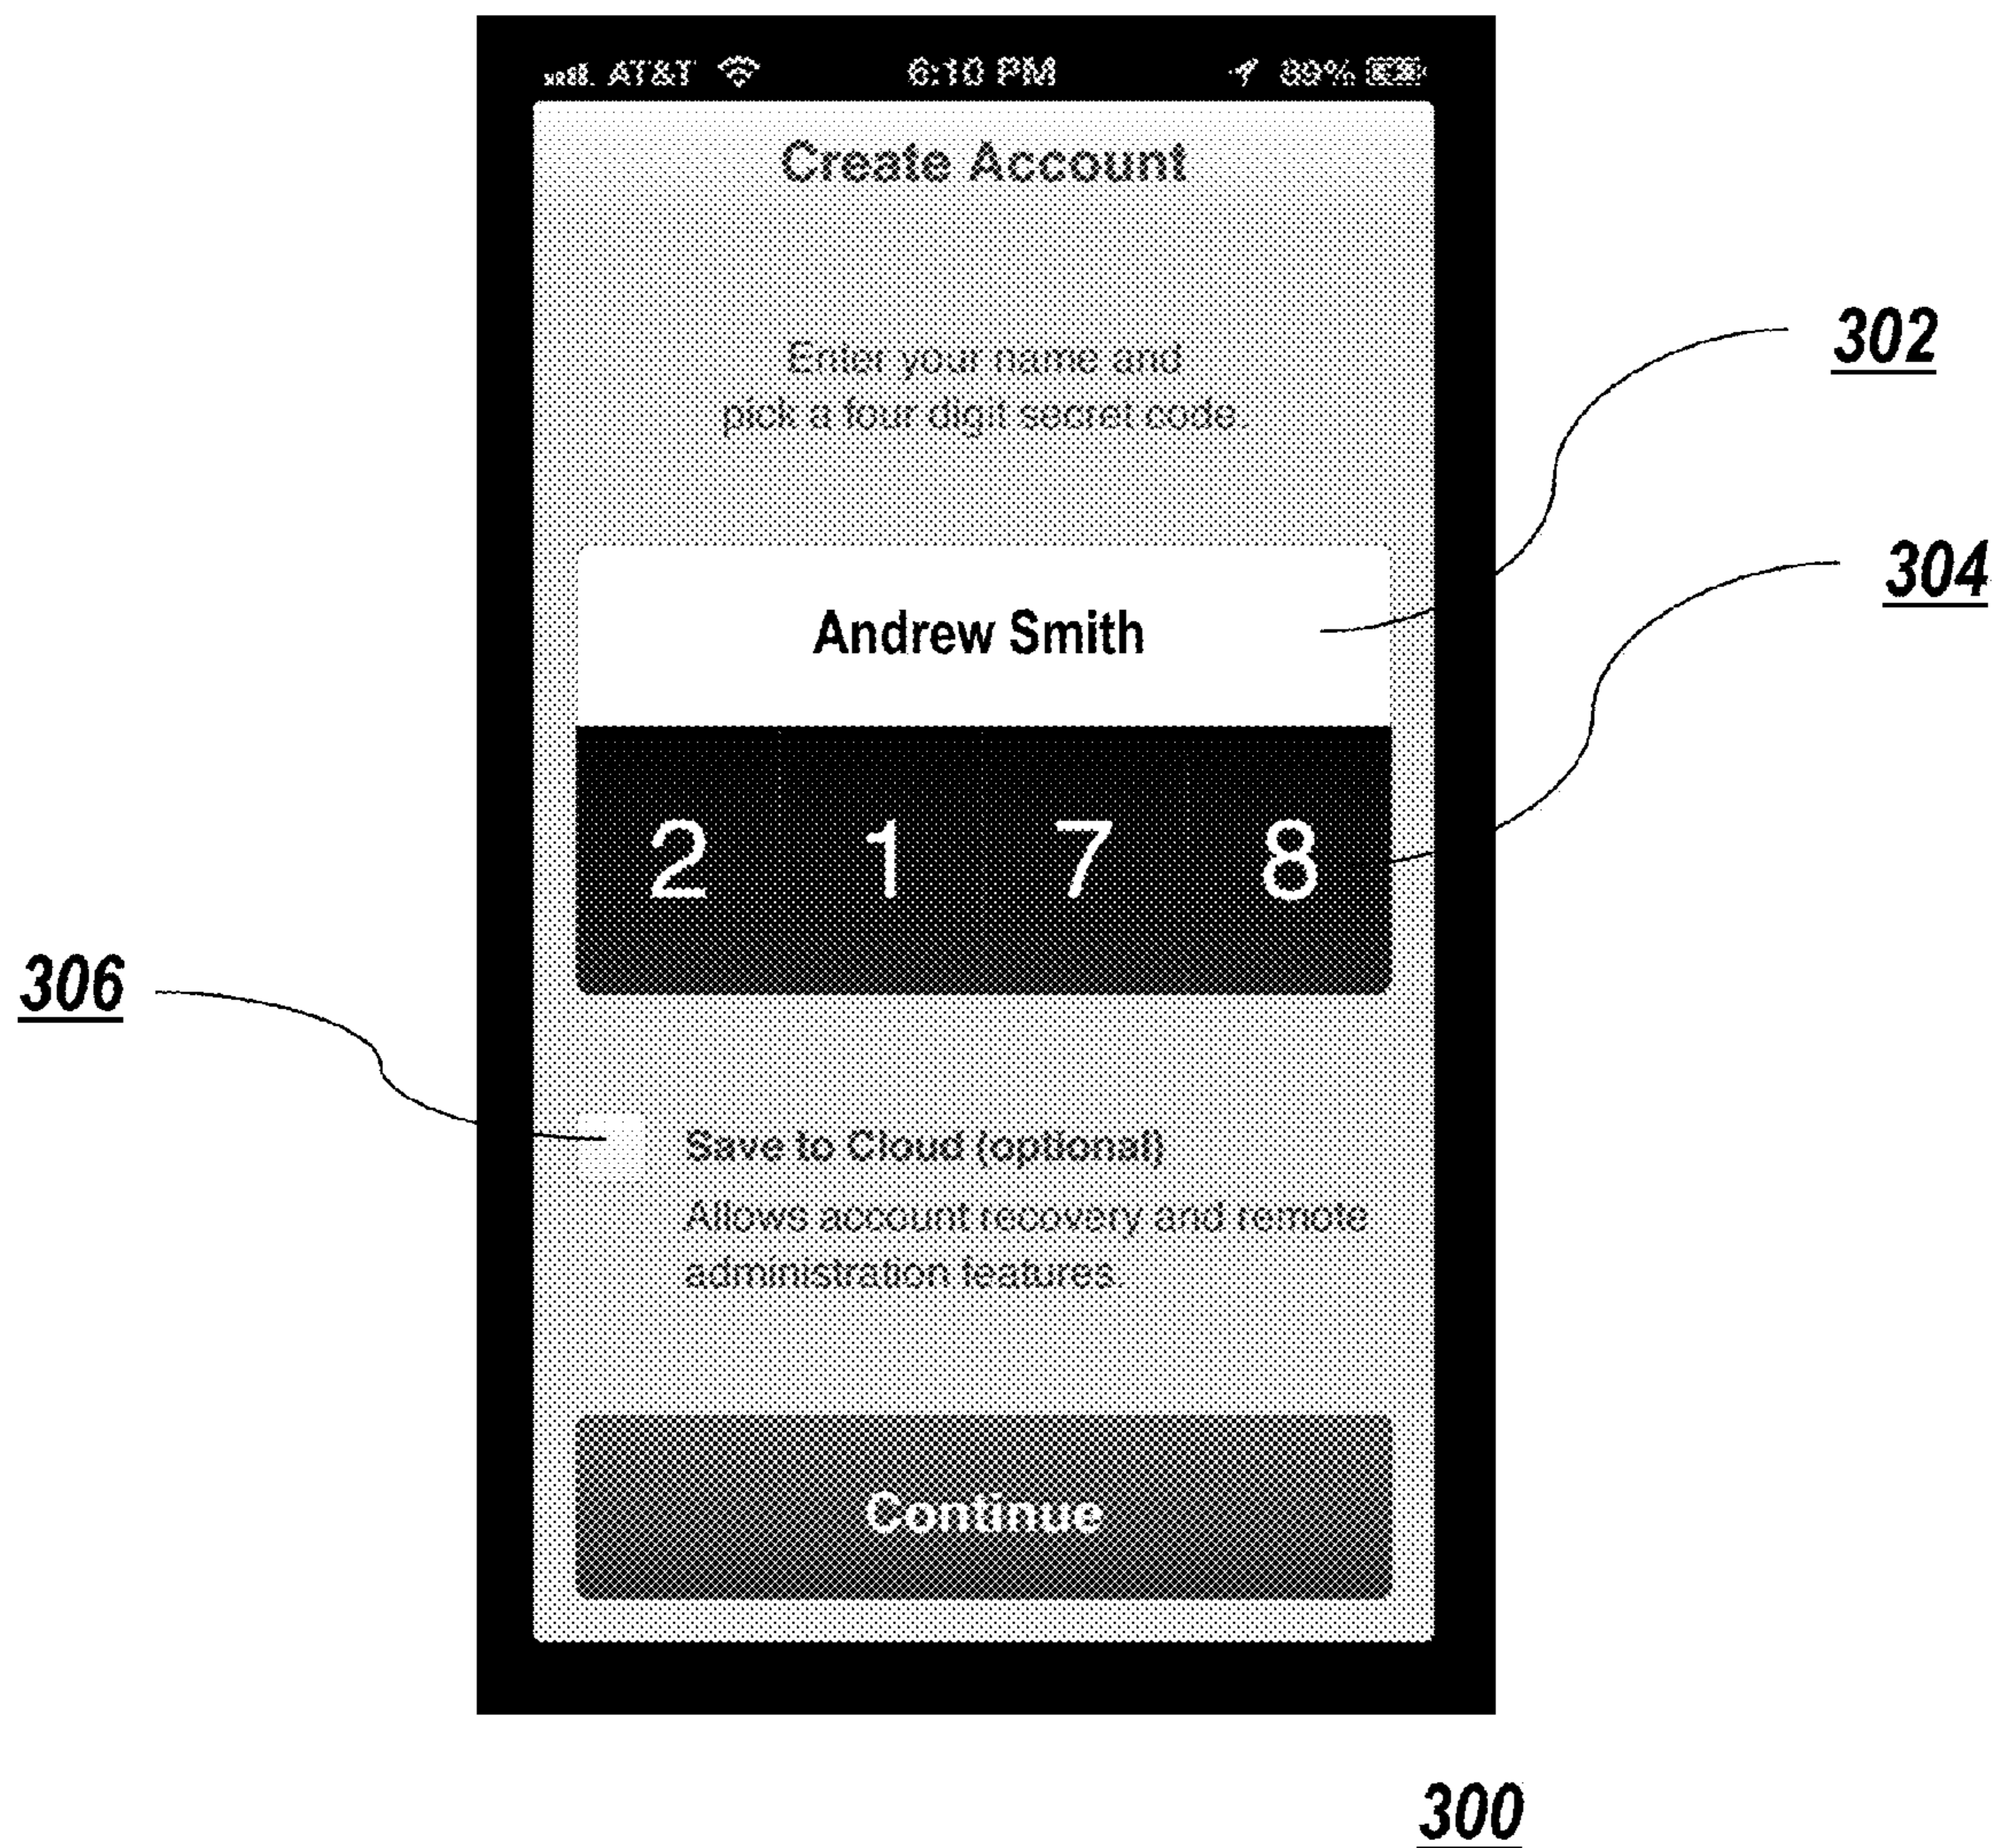 AT&T 6:10 PM 89%
Create Account
Enter your name and
pick a four digit secret code.
302
304
Andrew Smith
2 1 7 8
306
Save to Cloud (optional)
Allows account recovery and remote
administration features.
Continue
300